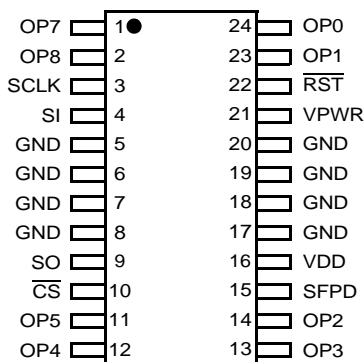 OP7 1 24 OP0
OP8 2 23 OP1
SCLK 3 22 R̅S̅T̅
SI 4 21 VPWR
GND 5 20 GND
GND 6 19 GND
GND 7 18 GND
GND 8 17 GND
SO 9 16 VDD
C̅S̅ 10 15 SFPD
OP5 11 14 OP2
OP4 12 13 OP3